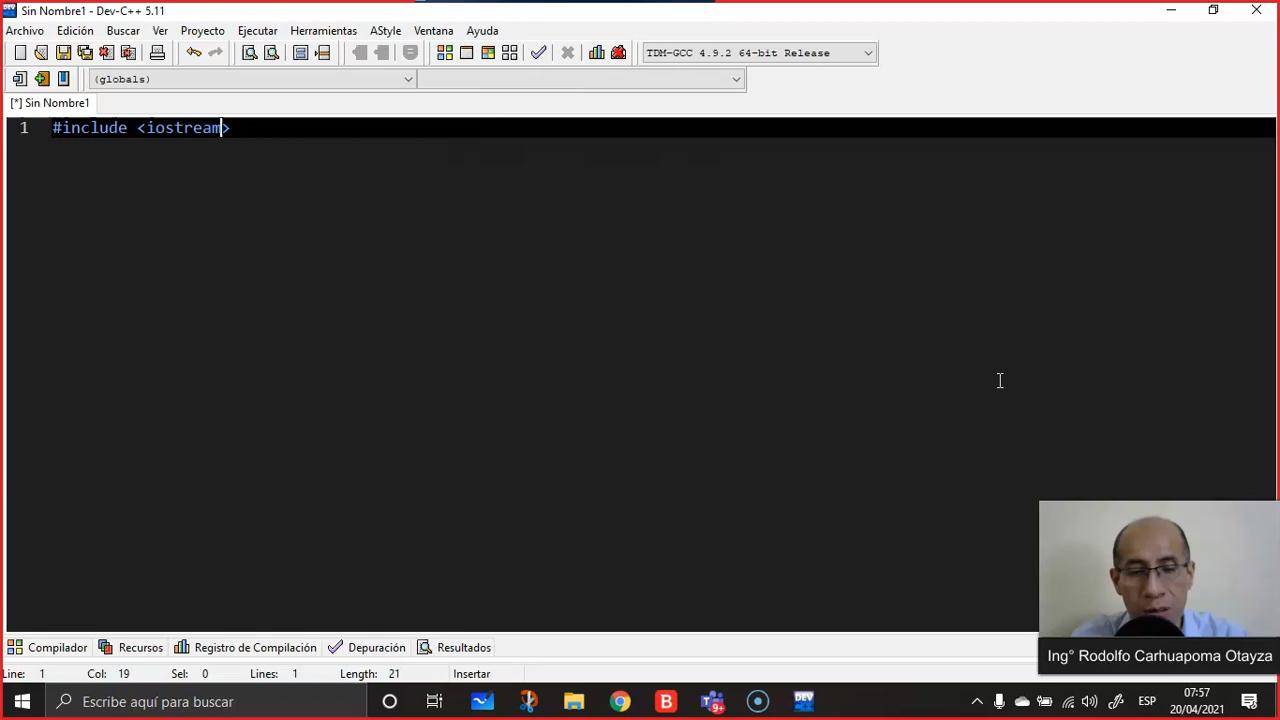 Sin Nombre1 - Dev-C++ 5.11
Archivo Edición Buscar Ver Proyecto Ejecutar Herramientas AStyle Ventana Ayuda
TDM-GCC 4.9.2 64-bit Release
(globals)
[*] Sin Nombre1
1 #include <iostream>
Compilador Recursos Registro de Compilación Depuración Resultados
Ing° Rodolfo Carhuapoma Otayza
Line: 1 Col: 19 Sel: 0 Lines: 1 Length: 21 Insertar
Escribe aquí para buscar
B
9+
DEV
ESP
07:57
20/04/2021